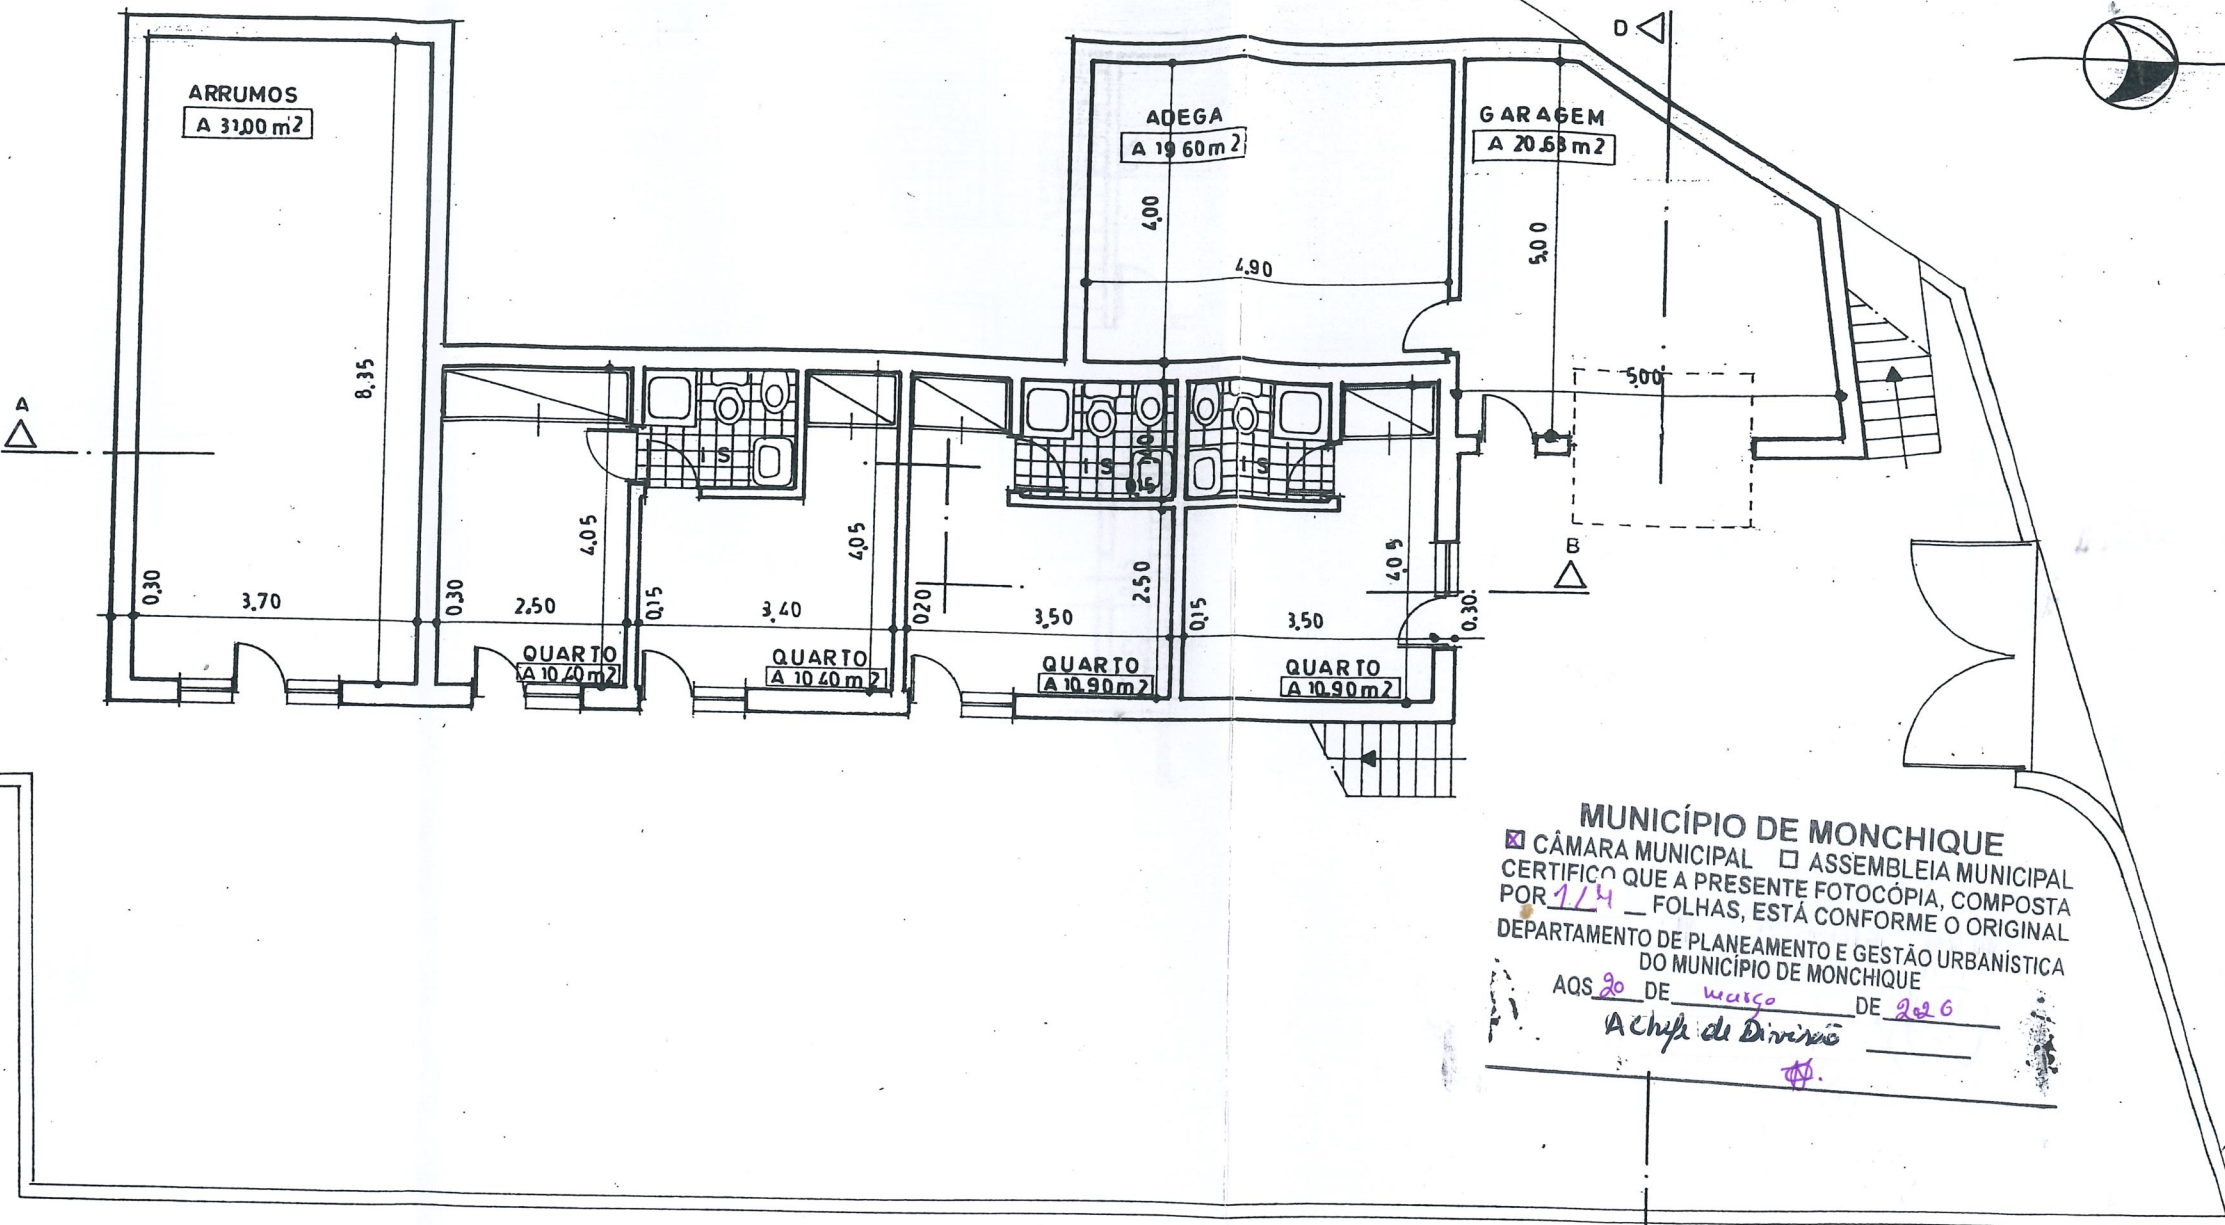 D
ARRUMOS
A 31,00 m2
ADEGA
A 19 60 m2
GARAGEM
A 20.68 m2
4,00
5,00
4.90
8,35
5,00
A
I S
I S
I S
0,15
4,05
4,05
2.50
4,05
B
0,30
3,70
0,30
2,50
0,15
3,40
0,20
3,50
0,15
3,50
0,30
QUARTO
A 10,40 m2
QUARTO
A 10 40 m2
QUARTO
A 10.90 m2
QUARTO
A 10.90 m2
MUNICÍPIO DE MONCHIQUE
☒ CÂMARA MUNICIPAL ☐ ASSEMBLEIA MUNICIPAL
CERTIFICO QUE A PRESENTE FOTOCÓPIA, COMPOSTA
POR 1/4 FOLHAS, ESTÁ CONFORME O ORIGINAL
DEPARTAMENTO DE PLANEAMENTO E GESTÃO URBANÍSTICA
DO MUNICÍPIO DE MONCHIQUE
AOS 20 DE março DE 2026
A Chefe de Divisão